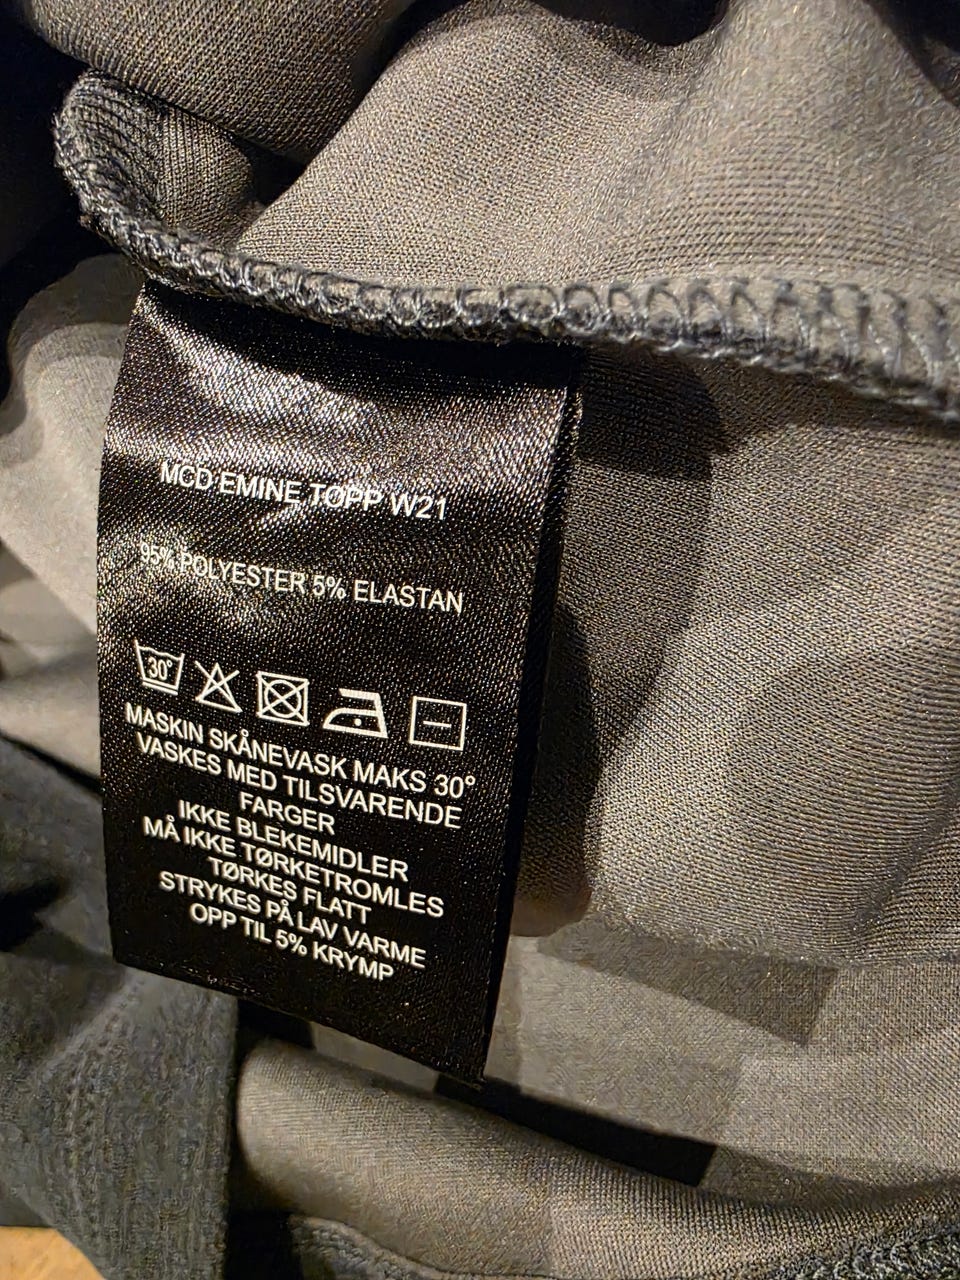 MCD EMINE TOPP W21
95% POLYESTER 5% ELASTAN
30°
MASKIN SKÅNEVASK MAKS 30°
VASKES MED TILSVARENDE
FARGER
IKKE BLEKEMIDLER
MÅ IKKE TØRKETROMLES
TØRKES FLATT
STRYKES PÅ LAV VARME
OPP TIL 5% KRYMP